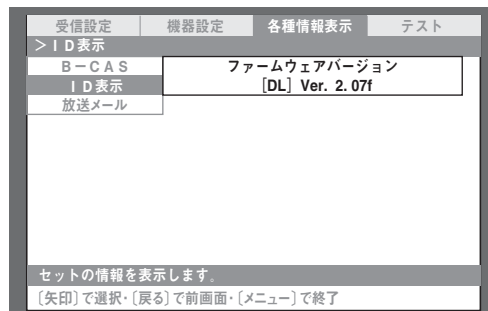 受信設定 機器設定 各種情報表示 テスト
＞ＩＤ表示
Ｂ－ＣＡＳ
ファームウェアバージョン
ＩＤ表示
[DL] Ver. 2. 07f
放送メール
セットの情報を表示します。
〔矢印〕で選択・〔戻る〕で前画面・〔メニュー〕で終了